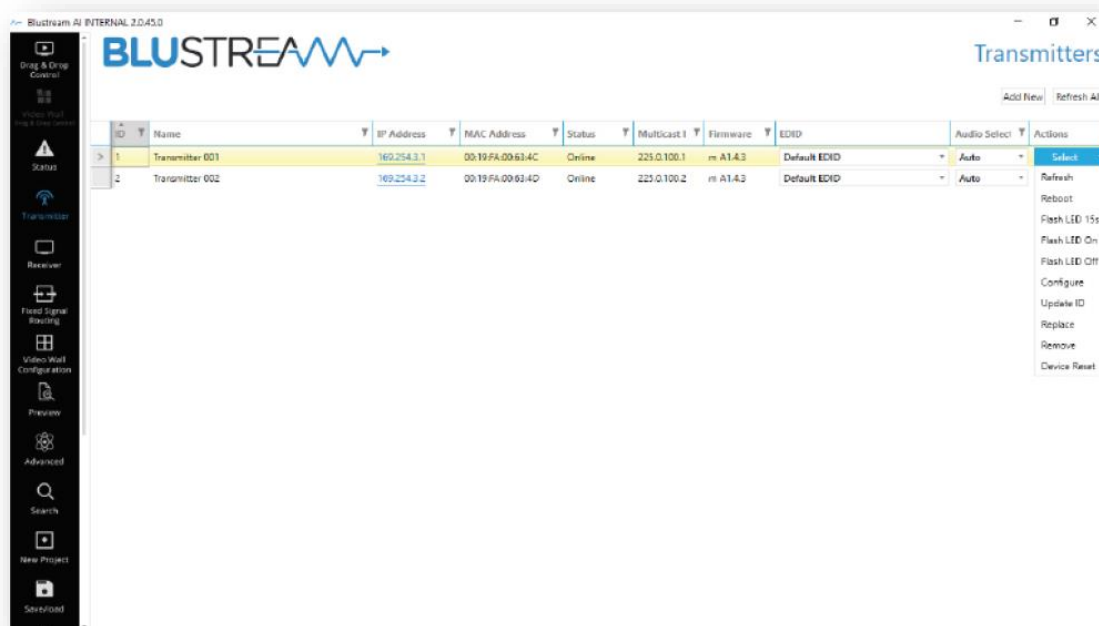 Blustream AI INTERNAL 2.0.45.0
BLUSTREAM
Transmitters
Add New Refresh Al
ID Name IP Address MAC Address Status Multicast I Firmware EDID Audio Select Actions
1 Transmitter 001 169.254.3.1 00:19:FA:00:63:4C Online 225.0.100.1 A1.4.3 Default EDID Auto Select
2 Transmitter 002 169.254.3.2 00:19:FA:00:63:4D Online 225.0.100.2 A1.4.3 Default EDID Auto
Refresh
Reboot
Flash LED 15s
Flash LED On
Flash LED Off
Configure
Update ID
Replace
Remove
Device Reset
Drag & Drop
Control
Video Wall
Drag & Drop Control
Status
Transmitter
Receiver
Fixed Signal
Routing
Video Wall
Configuration
Preview
Advanced
Search
New Project
Save/load